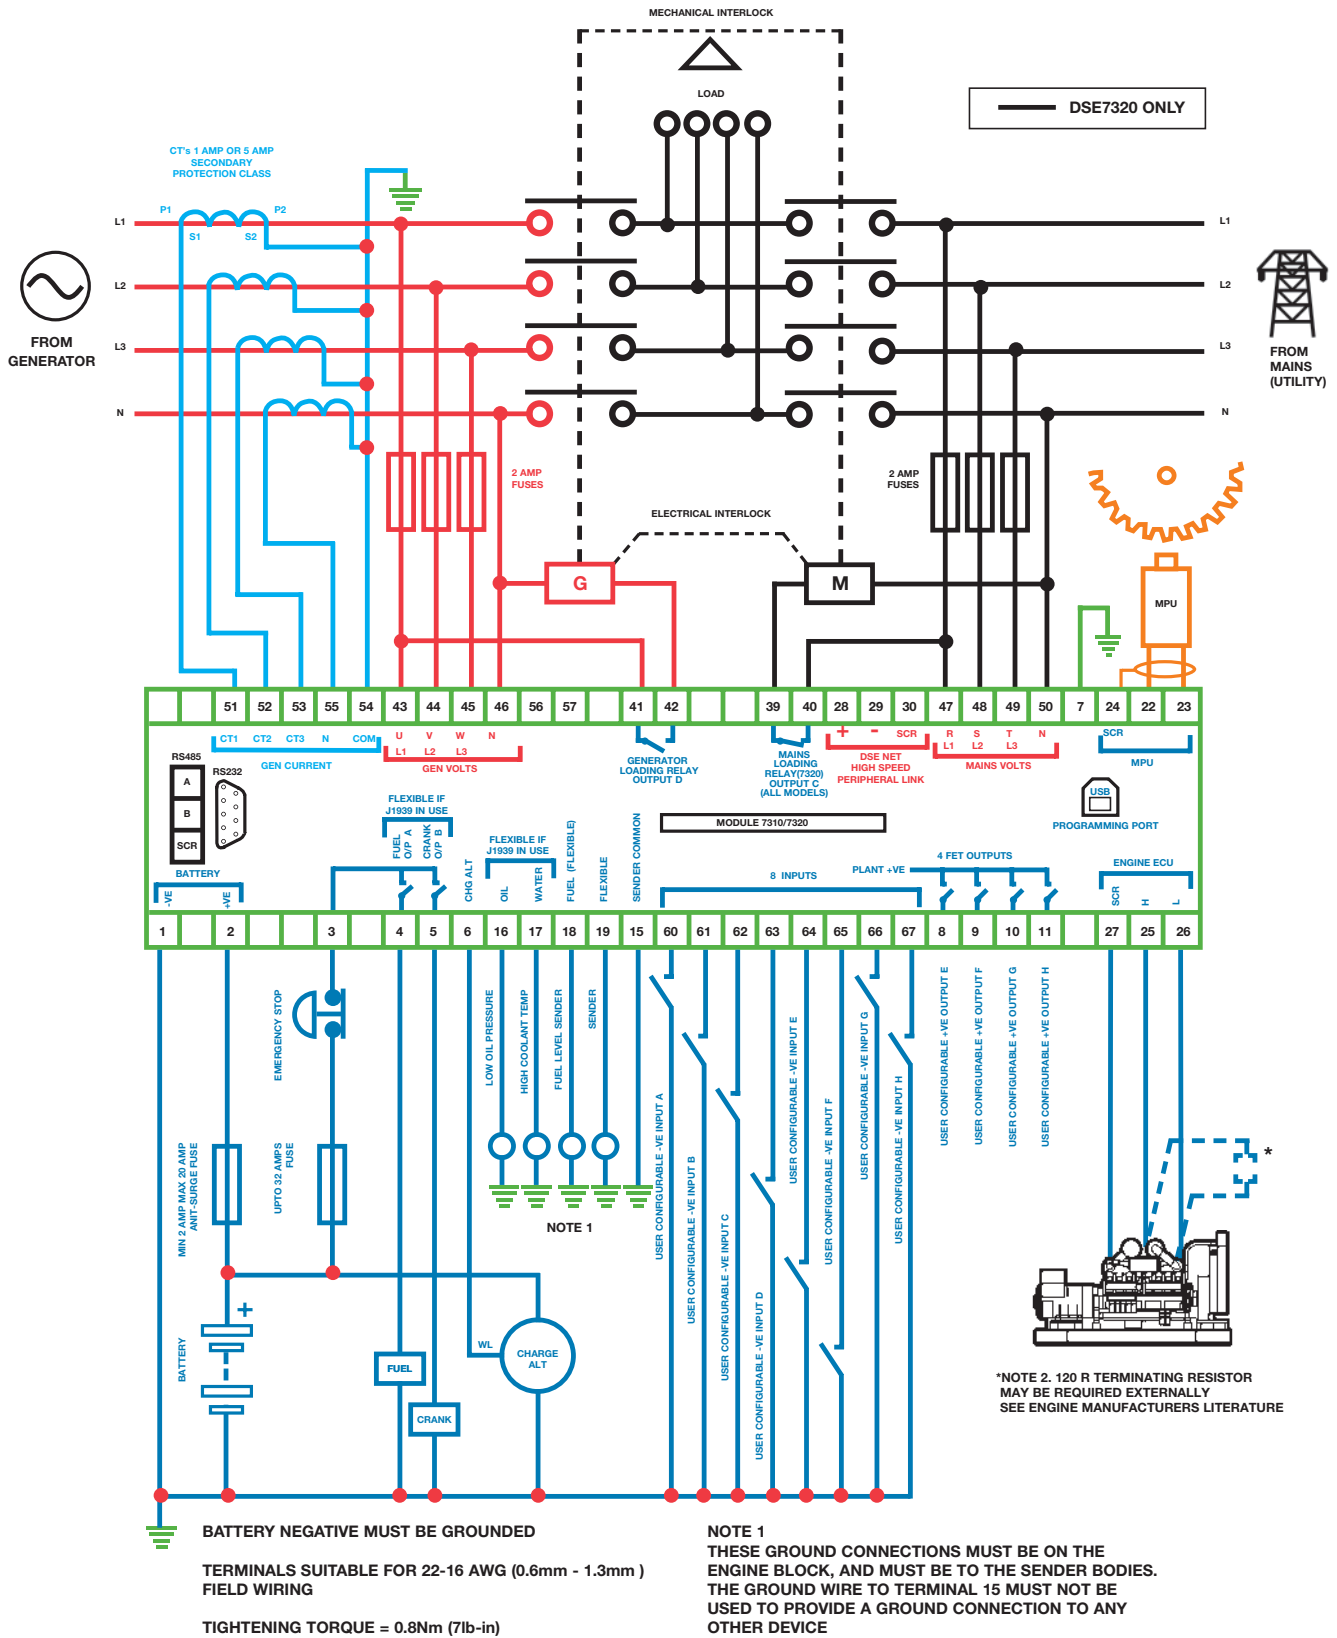 MECHANICAL INTERLOCK
LOAD
DSE7320 ONLY
CT's 1 AMP OR 5 AMP
SECONDARY
PROTECTION CLASS
P1
P2
S1
S2
L1
L2
L3
N
FROM
GENERATOR
L1
L2
L3
N
FROM
MAINS
(UTILITY)
2 AMP
FUSES
2 AMP
FUSES
ELECTRICAL INTERLOCK
G
M
MPU
51
52
53
55
54
43
44
45
46
56
57
41
42
39
40
28
29
30
47
48
49
50
7
24
22
23
CT1
CT2
CT3
N
COM
GEN CURRENT
U
V
W
N
L1
L2
L3
GEN VOLTS
GENERATOR
LOADING RELAY
OUTPUT D
MAINS
LOADING
RELAY(7320)
OUTPUT C
(ALL MODELS)
+
-
SCR
DSE NET
HIGH SPEED
PERIPHERAL LINK
R
S
T
N
L1
L2
L3
MAINS VOLTS
SCR
MPU
RS485
A
B
SCR
RS232
USB
PROGRAMMING PORT
MODULE 7310/7320
FLEXIBLE IF
J1939 IN USE
FUEL
O/P A
CRANK
O/P B
CHG ALT
FLEXIBLE IF
J1939 IN USE
OIL
WATER
FUEL (FLEXIBLE)
FLEXIBLE
SENDER COMMON
8 INPUTS
PLANT +VE
4 FET OUTPUTS
ENGINE ECU
SCR
H
L
BATTERY
-VE
+VE
1
2
3
4
5
6
16
17
18
19
15
60
61
62
63
64
65
66
67
8
9
10
11
27
25
26
EMERGENCY STOP
LOW OIL PRESSURE
HIGH COOLANT TEMP
FUEL LEVEL SENDER
SENDER
USER CONFIGURABLE -VE INPUT A
USER CONFIGURABLE -VE INPUT B
USER CONFIGURABLE -VE INPUT C
USER CONFIGURABLE -VE INPUT D
USER CONFIGURABLE -VE INPUT E
USER CONFIGURABLE -VE INPUT F
USER CONFIGURABLE -VE INPUT G
USER CONFIGURABLE -VE INPUT H
USER CONFIGURABLE +VE OUTPUT E
USER CONFIGURABLE +VE OUTPUT F
USER CONFIGURABLE +VE OUTPUT G
USER CONFIGURABLE +VE OUTPUT H
MIN 2 AMP MAX 20 AMP
ANIT-SURGE FUSE
UPTO 32 AMPS
FUSE
NOTE 1
*
+
BATTERY
WL
CHARGE
ALT
FUEL
CRANK
*NOTE 2. 120 R TERMINATING RESISTOR
MAY BE REQUIRED EXTERNALLY
SEE ENGINE MANUFACTURERS LITERATURE
BATTERY NEGATIVE MUST BE GROUNDED
TERMINALS SUITABLE FOR 22-16 AWG (0.6mm - 1.3mm )
FIELD WIRING
TIGHTENING TORQUE = 0.8Nm (7lb-in)
NOTE 1
THESE GROUND CONNECTIONS MUST BE ON THE
ENGINE BLOCK, AND MUST BE TO THE SENDER BODIES.
THE GROUND WIRE TO TERMINAL 15 MUST NOT BE
USED TO PROVIDE A GROUND CONNECTION TO ANY
OTHER DEVICE